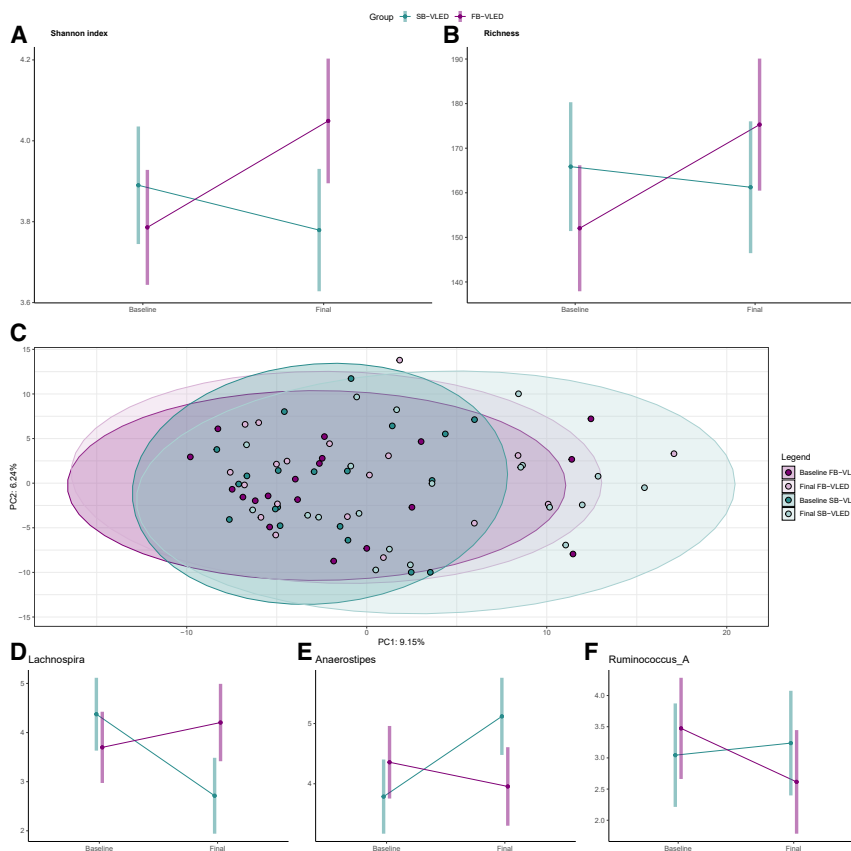 Group SB-VLED FB-VLED
A Shannon index
4.2
4.0
3.8
3.6
Baseline Final
B Richness
190
180
170
160
150
140
Baseline Final
C
15
10
5
0
−5
−10
−15
PC2: 6.24%
−10 0 10 20
PC1: 9.15%
Legend
Baseline FB-VL
Final FB-VLED
Baseline SB-VL
Final SB-VLED
D Lachnospira
5
4
3
2
Baseline Final
E Anaerostipes
5
4
Baseline Final
F Ruminococcus_A
4.0
3.5
3.0
2.5
2.0
Baseline Final